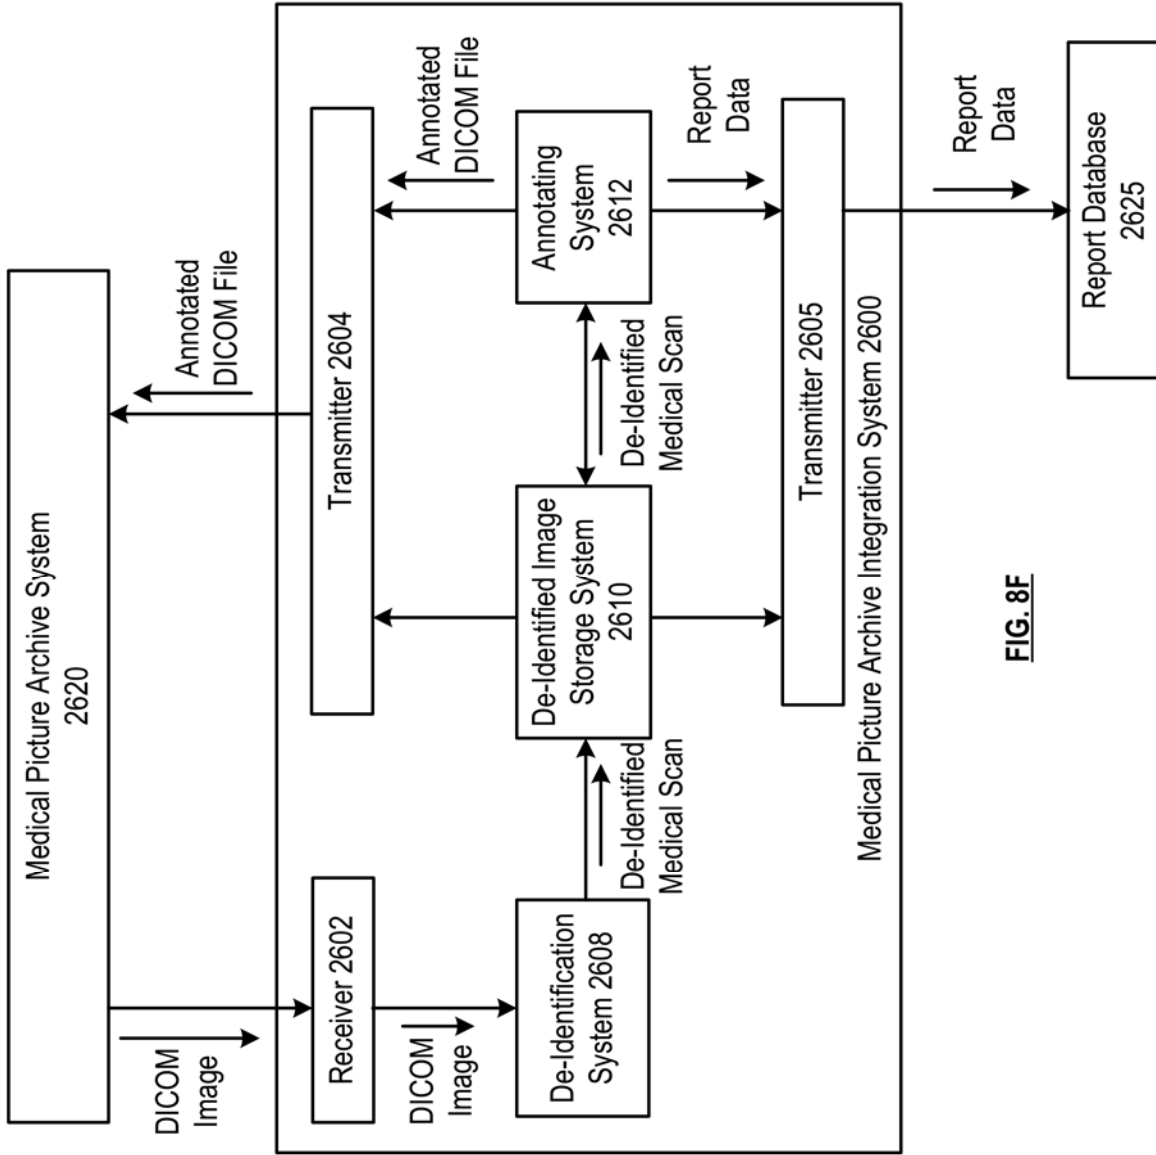 Medical Picture Archive System
2620
DICOM
Image
Annotated
DICOM File
Receiver 2602
Transmitter 2604
DICOM
Image
Annotated
DICOM File
De-Identification
System 2608
De-Identified Image
Storage System
2610
Annotating
System
2612
De-Identified
Medical Scan
De-Identified
Medical Scan
Report
Data
Transmitter 2605
Medical Picture Archive Integration System 2600
Report
Data
Report Database
2625
FIG. 8F